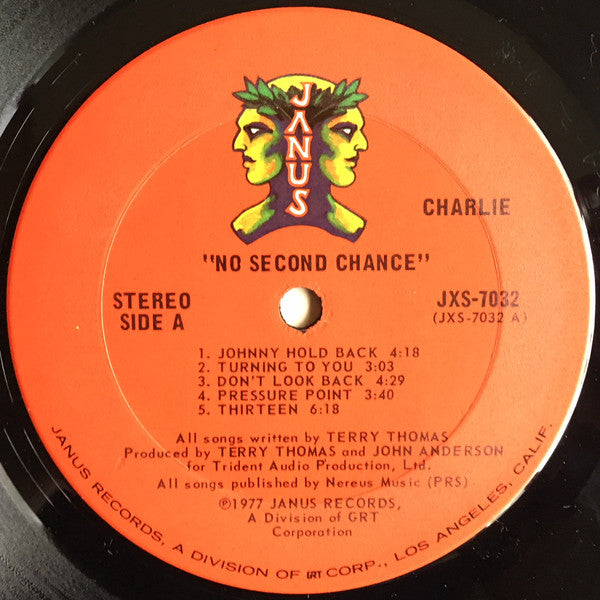 JANUS
CHARLIE
"NO SECOND CHANCE"
STEREO
SIDE A
JXS-7032
(JXS-7032 A)
1. JOHNNY HOLD BACK 4:18
2. TURNING TO YOU 3:03
3. DON'T LOOK BACK 4:29
4. PRESSURE POINT 3:40
5. THIRTEEN 6:18
All songs written by TERRY THOMAS
Produced by TERRY THOMAS and JOHN ANDERSON
for Trident Audio Production, Ltd.
All songs published by Nereus Music (PRS)
℗1977 JANUS RECORDS,
A Division of GRT
Corporation
JANUS RECORDS, A DIVISION OF GRT CORP., LOS ANGELES, CALIF.